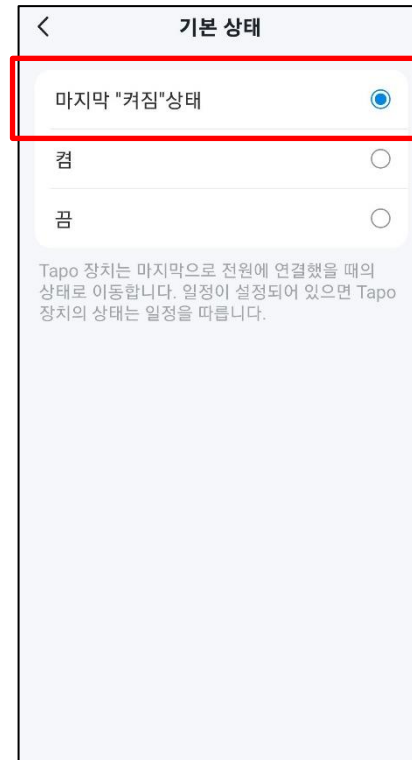 기본 상태
마지막 "켜짐"상태
켬
끔
Tapo 장치는 마지막으로 전원에 연결했을 때의
상태로 이동합니다. 일정이 설정되어 있으면 Tapo
장치의 상태는 일정을 따릅니다.